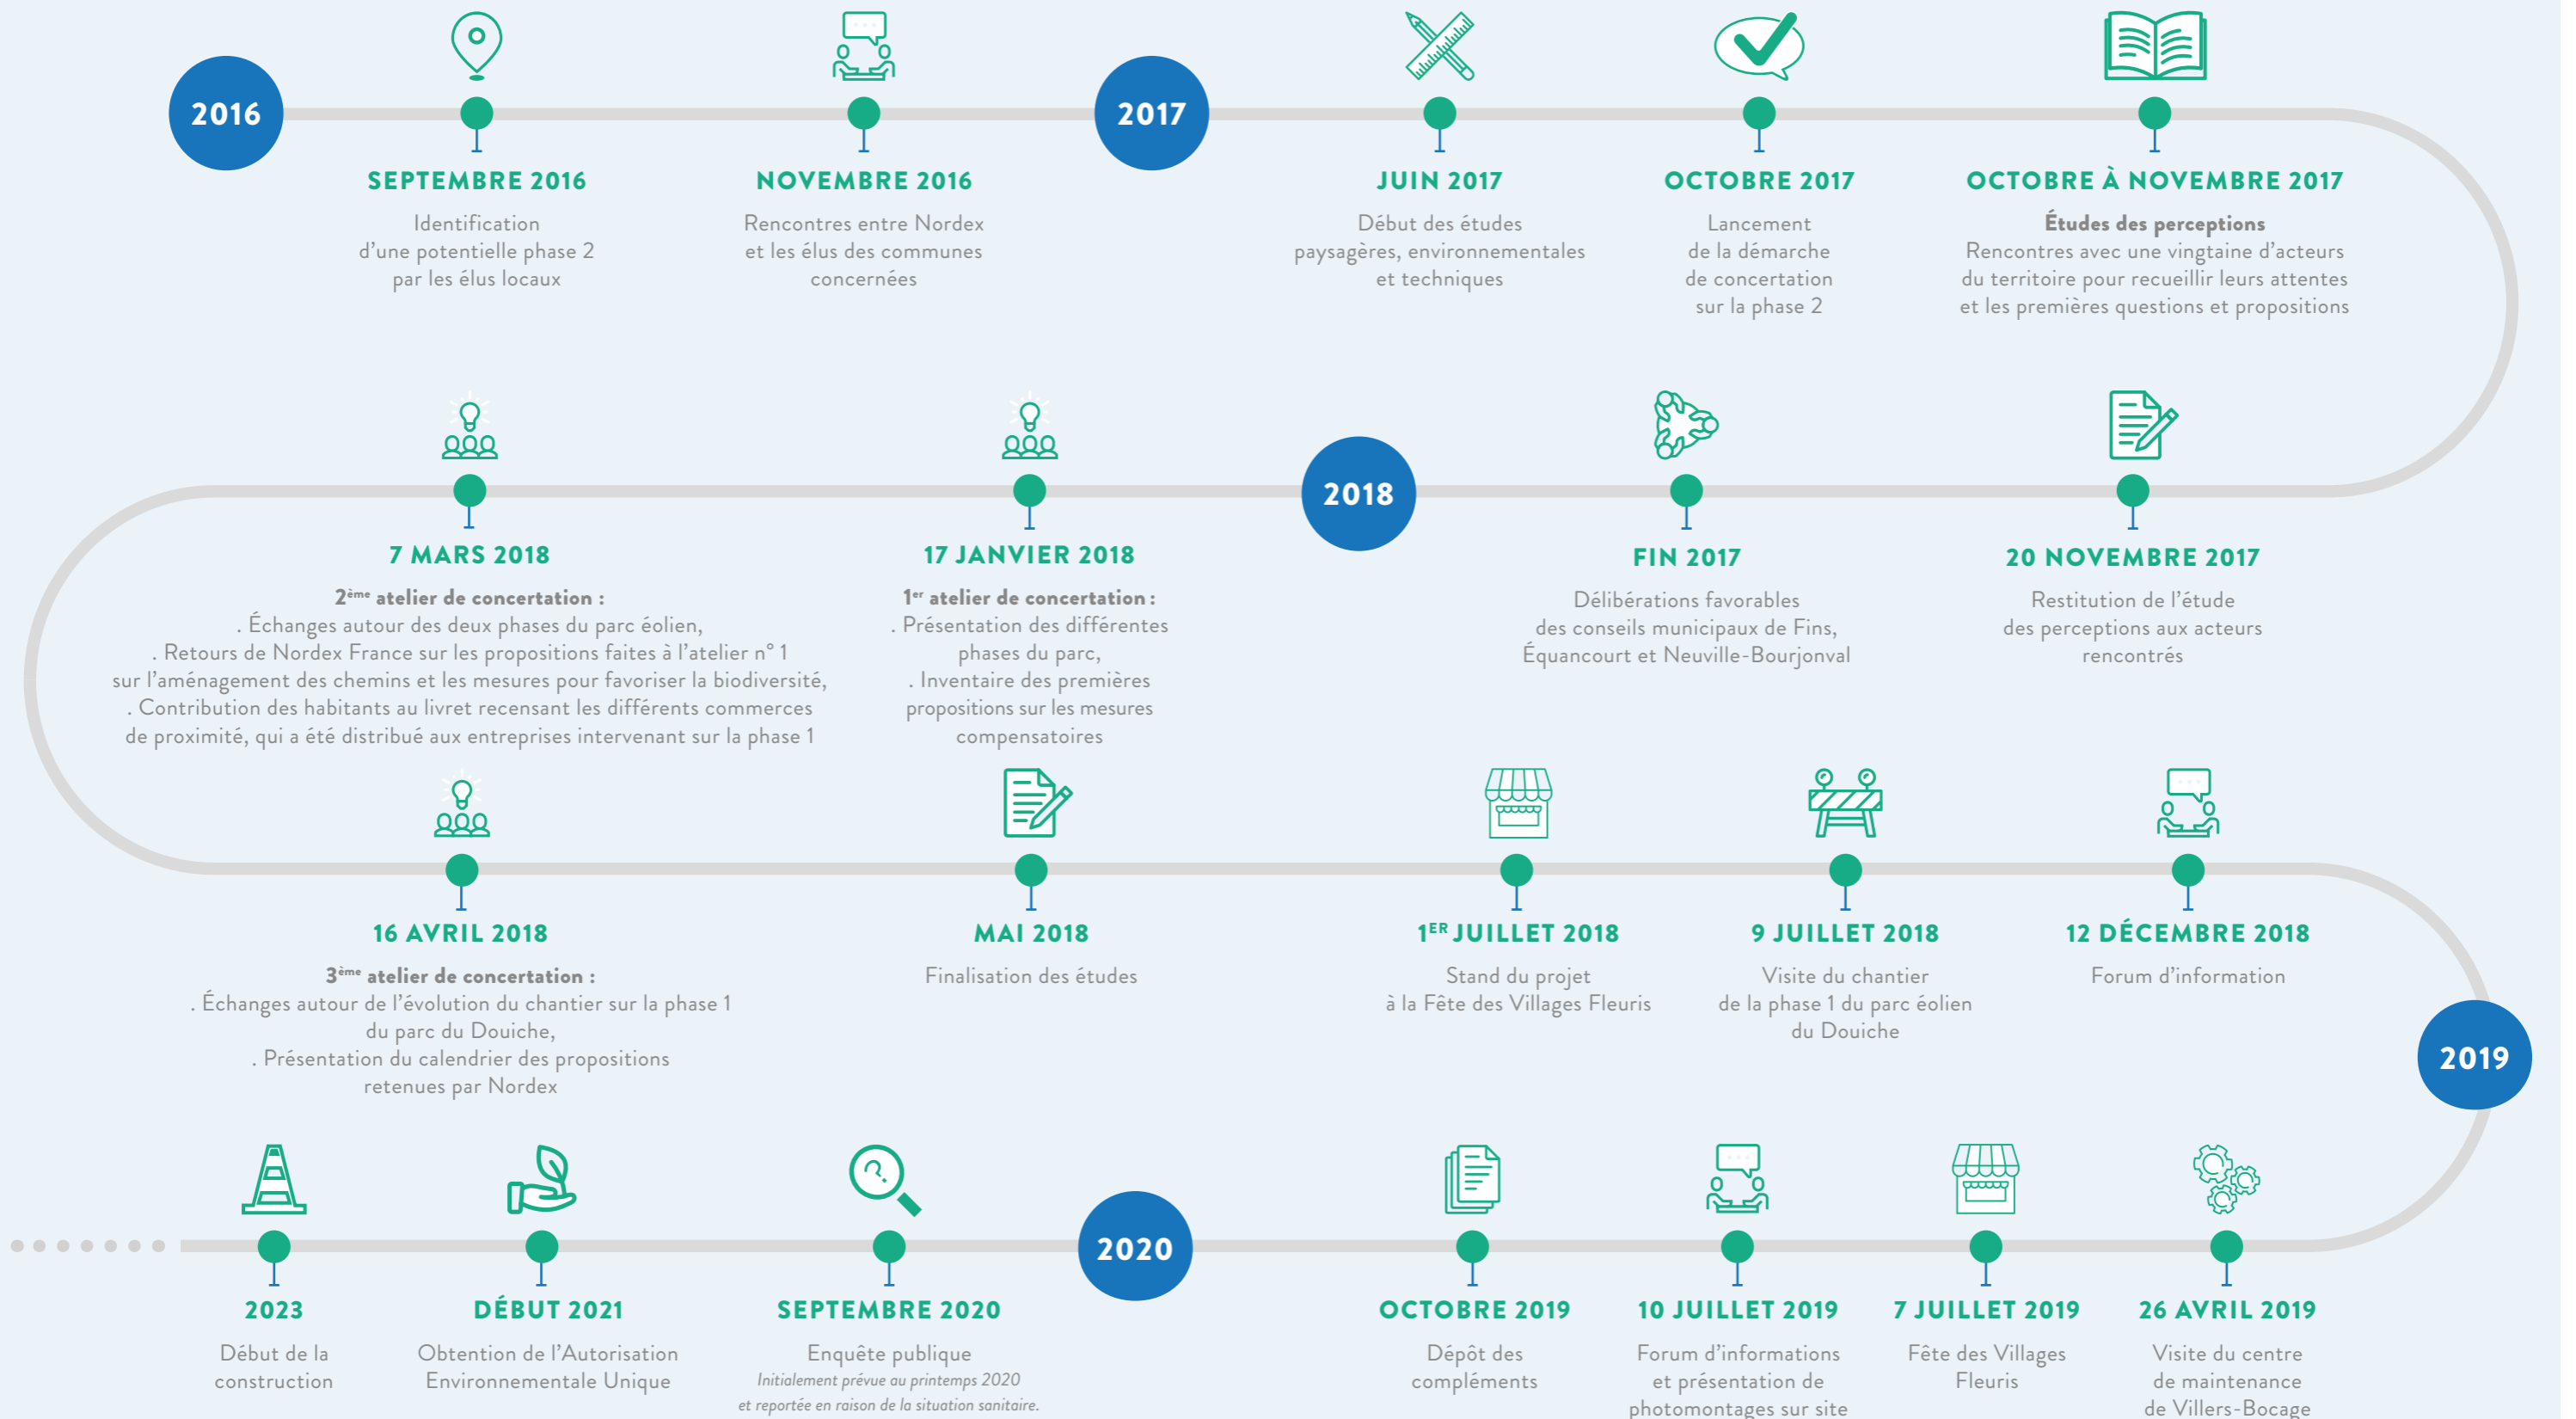 2016
SEPTEMBRE 2016
Identification
d'une potentielle phase 2
par les élus locaux
NOVEMBRE 2016
Rencontres entre Nordex
et les élus des communes
concernées
2017
JUIN 2017
Début des études
paysagères, environnementales
et techniques
OCTOBRE 2017
Lancement
de la démarche
de concertation
sur la phase 2
OCTOBRE À NOVEMBRE 2017
Études des perceptions
Rencontres avec une vingtaine d'acteurs
du territoire pour recueillir leurs attentes
et les premières questions et propositions
20 NOVEMBRE 2017
Restitution de l'étude
des perceptions aux acteurs
rencontrés
FIN 2017
Délibérations favorables
des conseils municipaux de Fins,
Équancourt et Neuville-Bourjonval
2018
17 JANVIER 2018
1er atelier de concertation :
. Présentation des différentes
phases du parc,
. Inventaire des premières
propositions sur les mesures
compensatoires
7 MARS 2018
2ème atelier de concertation :
. Échanges autour des deux phases du parc éolien,
. Retours de Nordex France sur les propositions faites à l'atelier n° 1
sur l'aménagement des chemins et les mesures pour favoriser la biodiversité,
. Contribution des habitants au livret recensant les différents commerces
de proximité, qui a été distribué aux entreprises intervenant sur la phase 1
16 AVRIL 2018
3ème atelier de concertation :
. Échanges autour de l'évolution du chantier sur la phase 1
du parc du Douiche,
. Présentation du calendrier des propositions
retenues par Nordex
MAI 2018
Finalisation des études
1ER JUILLET 2018
Stand du projet
à la Fête des Villages Fleuris
9 JUILLET 2018
Visite du chantier
de la phase 1 du parc éolien
du Douiche
12 DÉCEMBRE 2018
Forum d'information
2019
26 AVRIL 2019
Visite du centre
de maintenance
de Villers-Bocage
7 JUILLET 2019
Fête des Villages
Fleuris
10 JUILLET 2019
Forum d'informations
et présentation de
photomontages sur site
OCTOBRE 2019
Dépôt des
compléments
2020
SEPTEMBRE 2020
Enquête publique
Initialement prévue au printemps 2020
et reportée en raison de la situation sanitaire.
DÉBUT 2021
Obtention de l'Autorisation
Environnementale Unique
2023
Début de la
construction